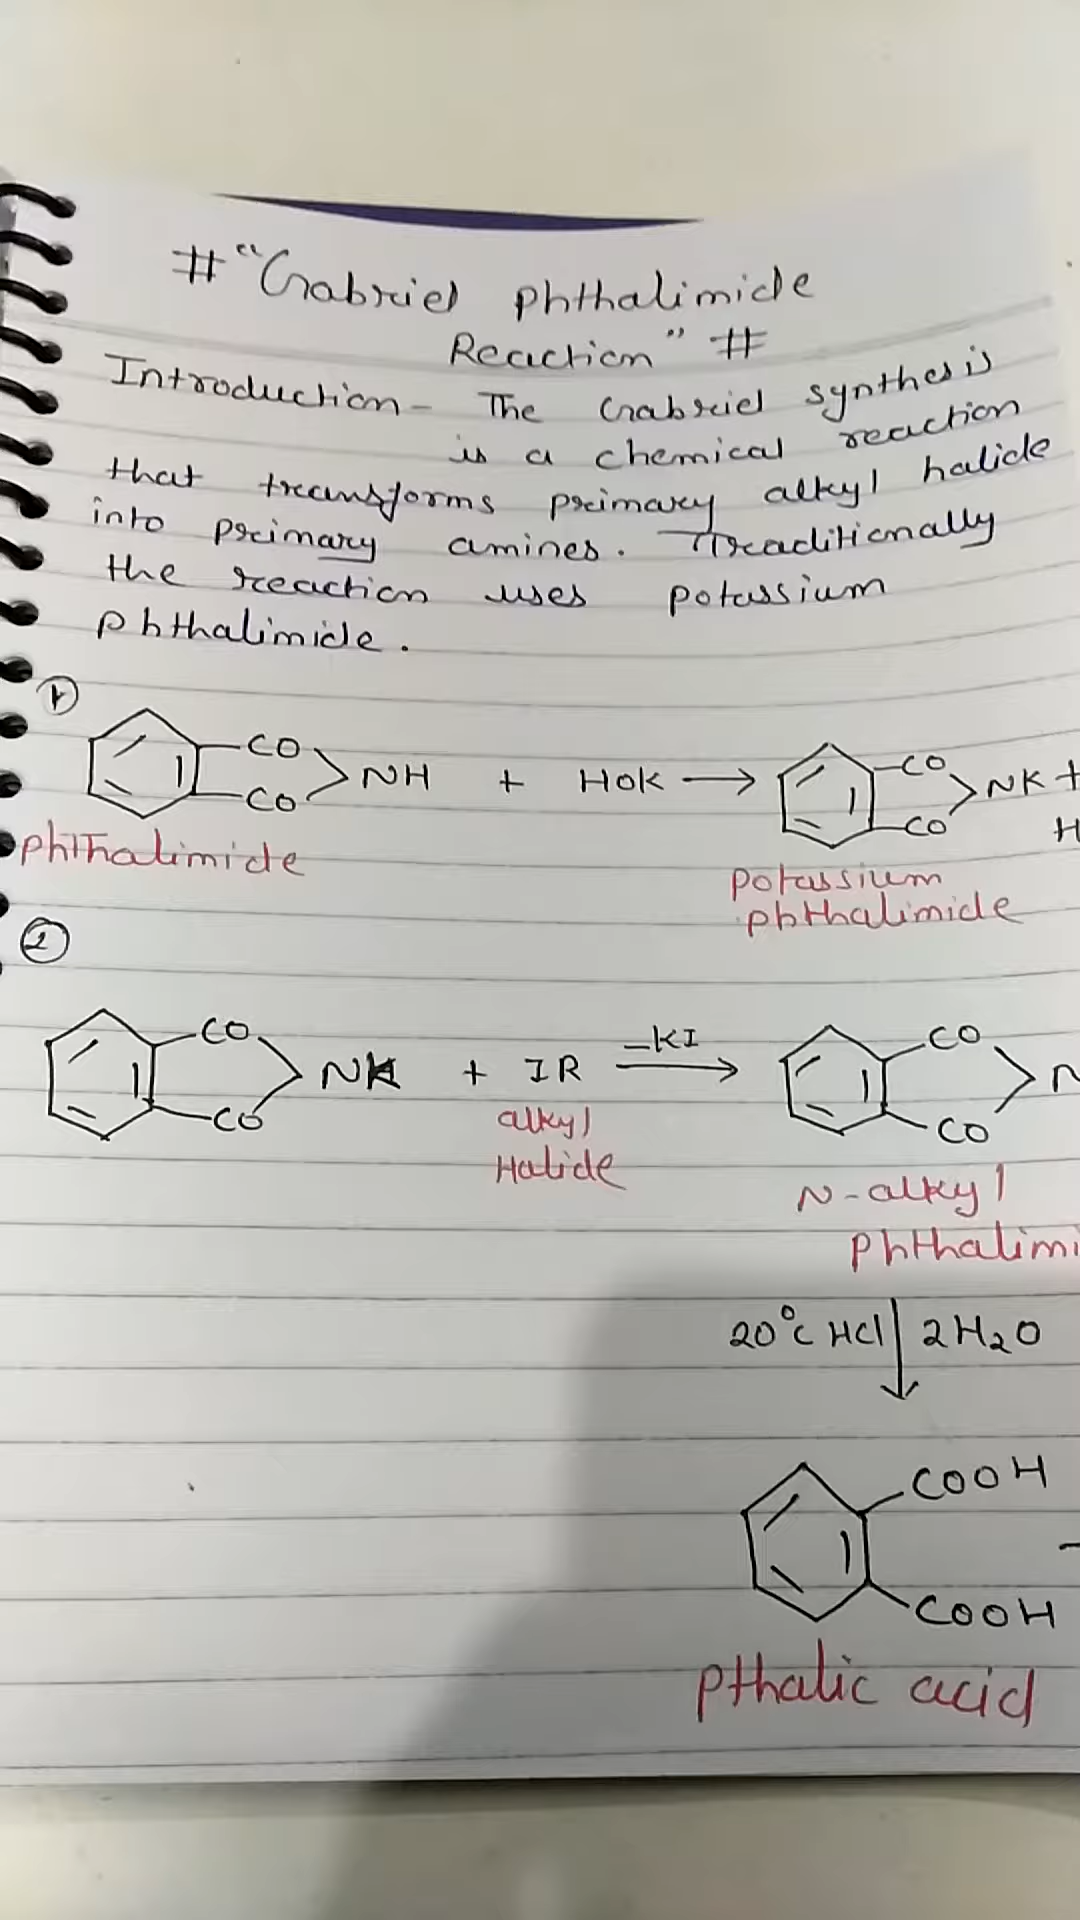 # "Gabriel phthalimide
Reaction" #
Introduction- The Gabriel synthesis
is a chemical reaction
that transforms primary alkyl halide
into primary amines. Traditionally
the reaction uses potassium
phthalimide.
1
CO CO NH + HOK → CO CO NK +
H
phthalimide
potassium
phthalimide
2
CO CO NK + IR -KI → CO CO N
alkyl
Halide
N-alkyl
phthalimi
20°C HCl 2H2O
COOH
COOH
pthalic acid